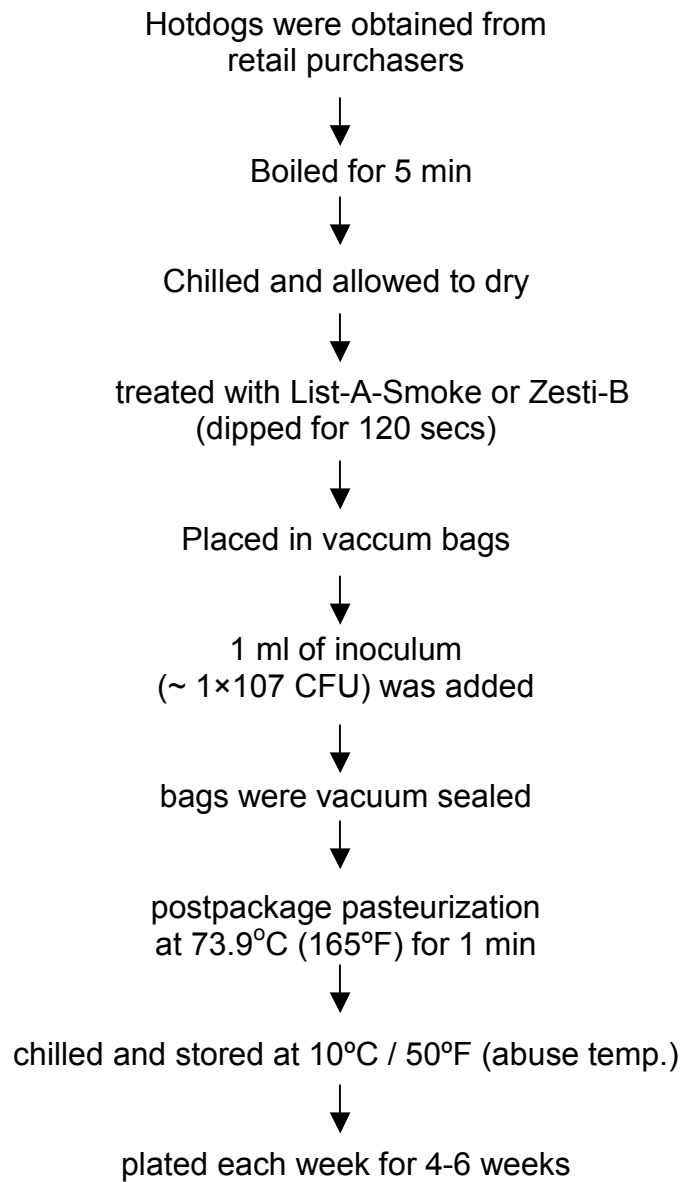 Hotdogs were obtained from
retail purchasers
Boiled for 5 min
Chilled and allowed to dry
treated with List-A-Smoke or Zesti-B
(dipped for 120 secs)
Placed in vaccum bags
1 ml of inoculum
(~ 1×107 CFU) was added
bags were vacuum sealed
postpackage pasteurization
at 73.9°C (165ºF) for 1 min
chilled and stored at 10ºC / 50ºF (abuse temp.)
plated each week for 4-6 weeks